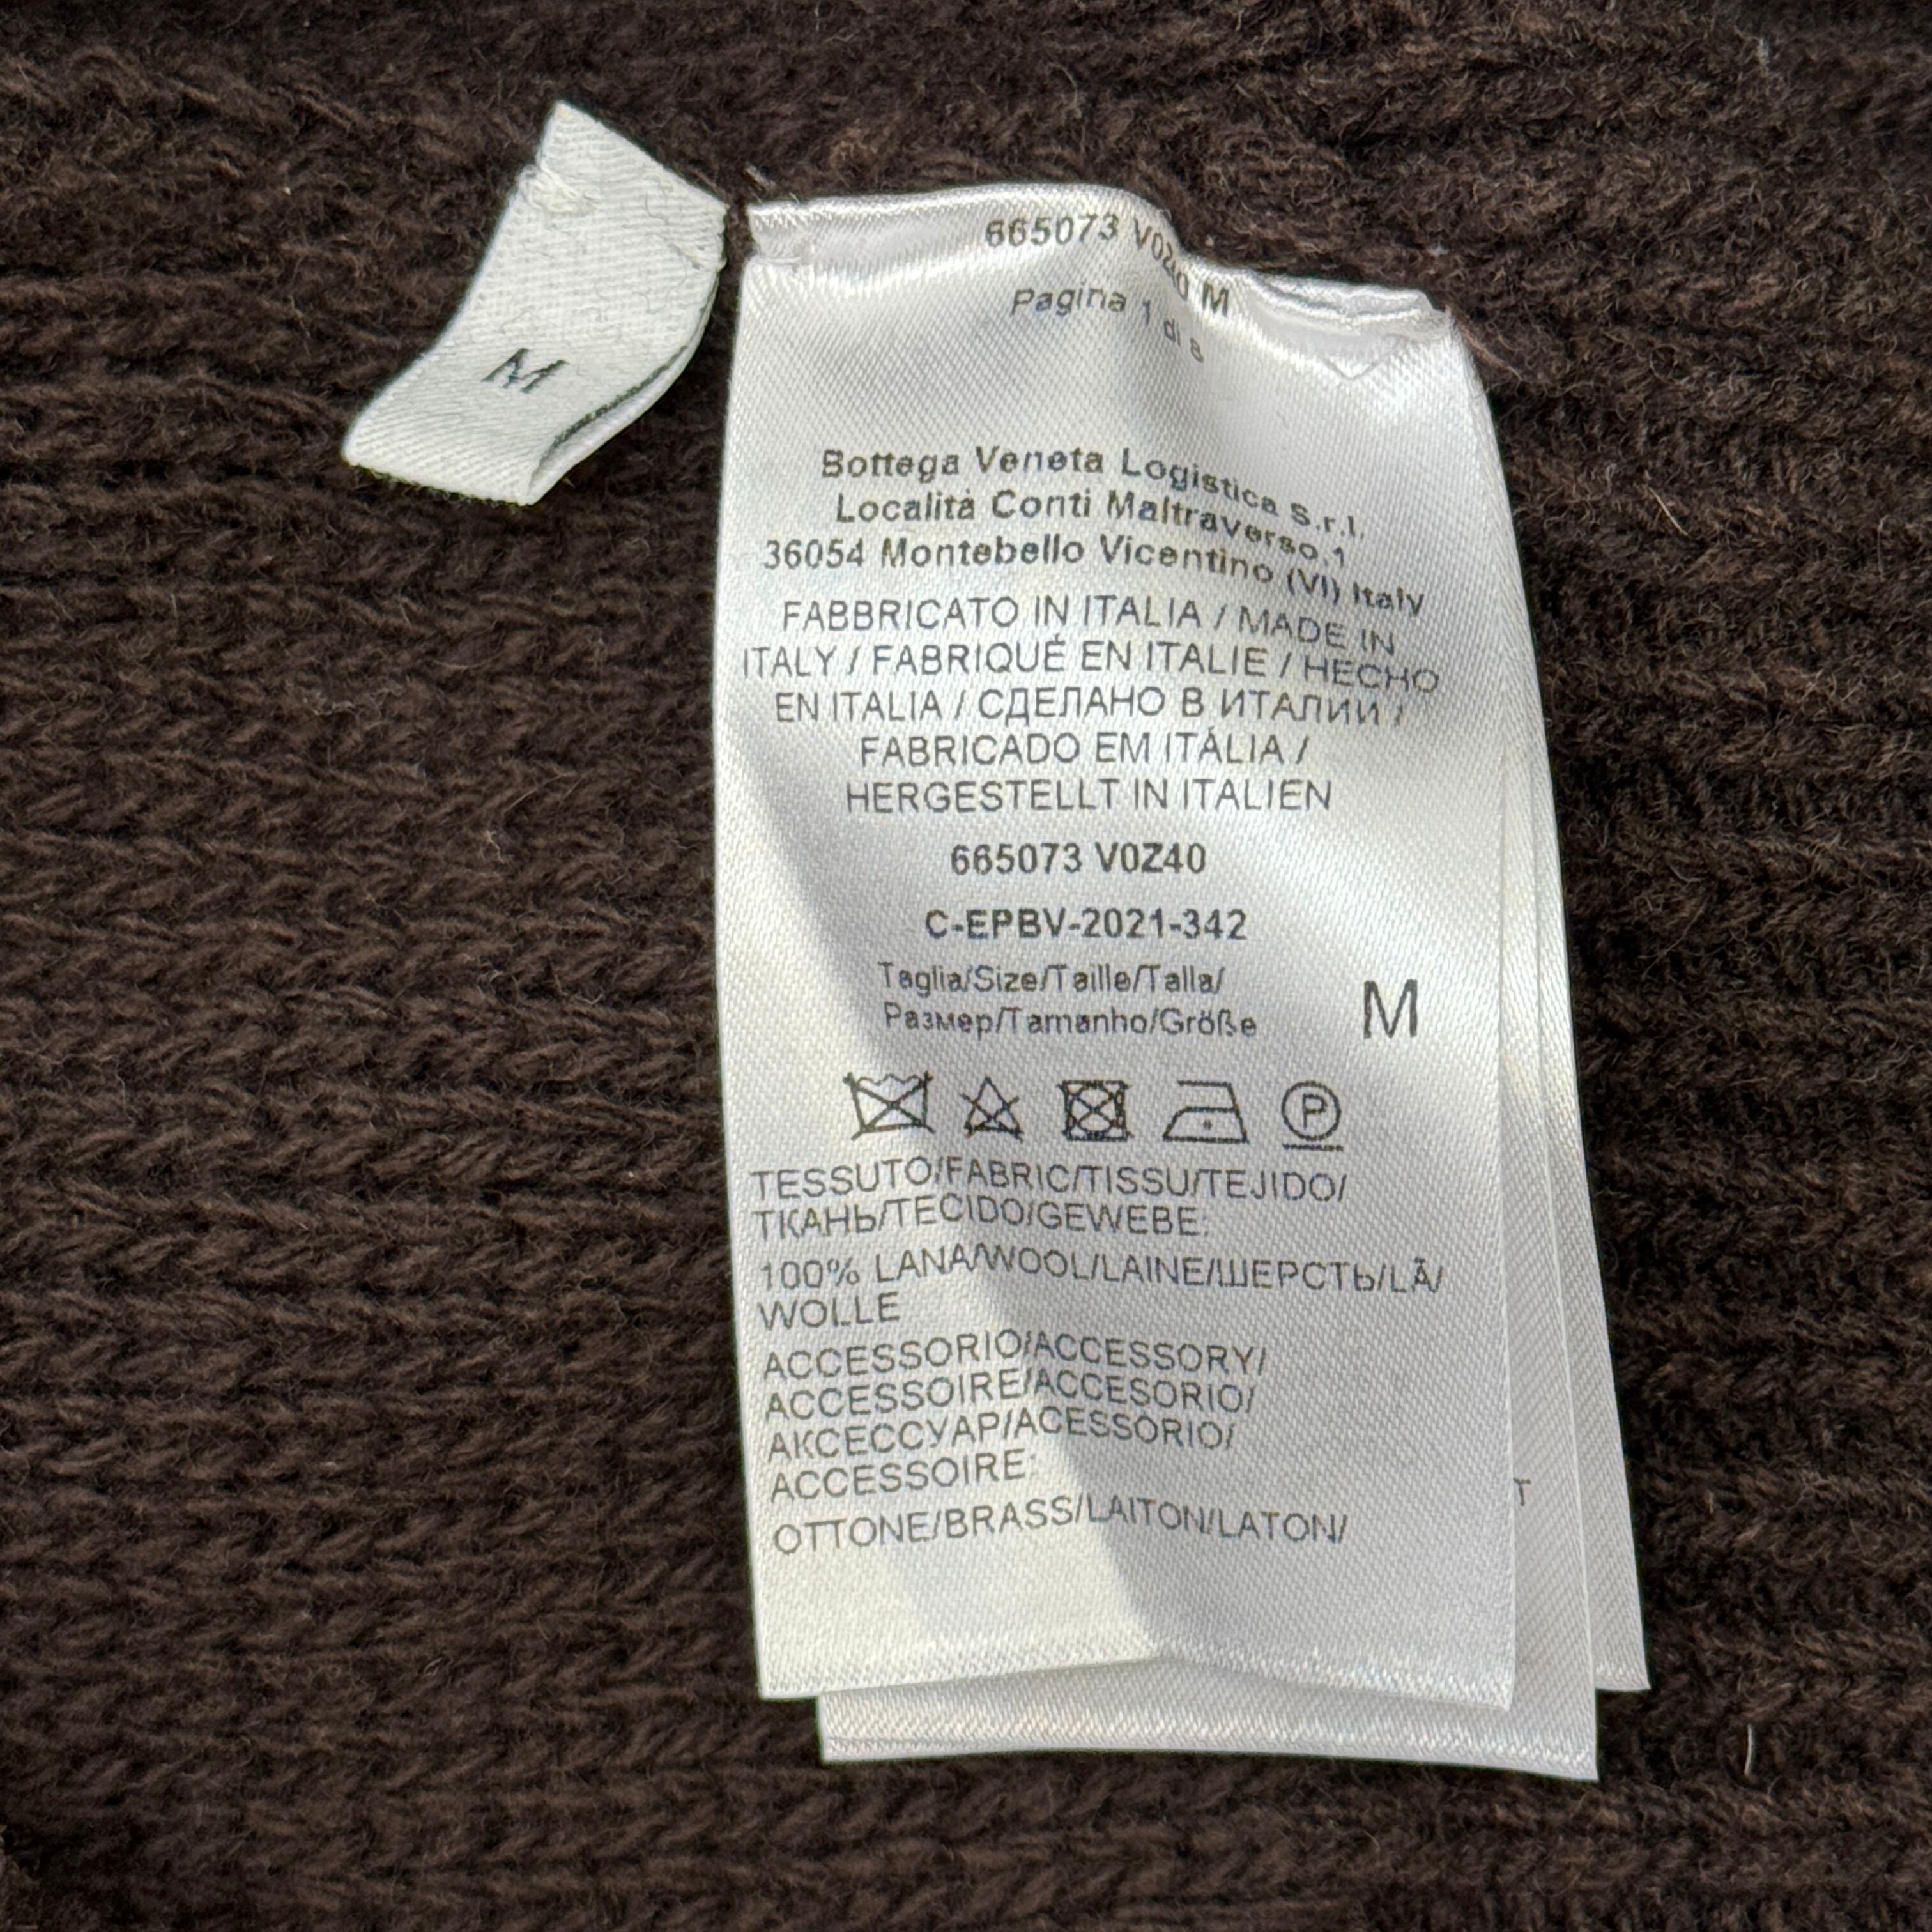 M
665073 V0Z40 M
Pagina 1 di 8
Bottega Veneta Logistica S.r.l.
Località Conti Maltraverso,1
36054 Montebello Vicentino (VI) Italy
FABBRICATO IN ITALIA / MADE IN
ITALY / FABRIQUÉ EN ITALIE / HECHO
EN ITALIA / СДЕЛАНО В ИТАЛИИ /
FABRICADO EM ITÁLIA /
HERGESTELLT IN ITALIEN
665073 V0Z40
C-EPBV-2021-342
Taglia/Size/Taille/Talla/
Размер/Tamanho/Größe M
P
TESSUTO/FABRIC/TISSU/TEJIDO/
ТКАНЬ/TECIDO/GEWEBE:
100% LANA/WOOL/LAINE/ШЕРСТЬ/LÃ/
WOLLE
ACCESSORIO/ACCESSORY/
ACCESSOIRE/ACCESORIO/
АКСЕССУАР/ACESSÓRIO/
ACCESSOIRE:
OTTONE/BRASS/LAITON/LATON/
T